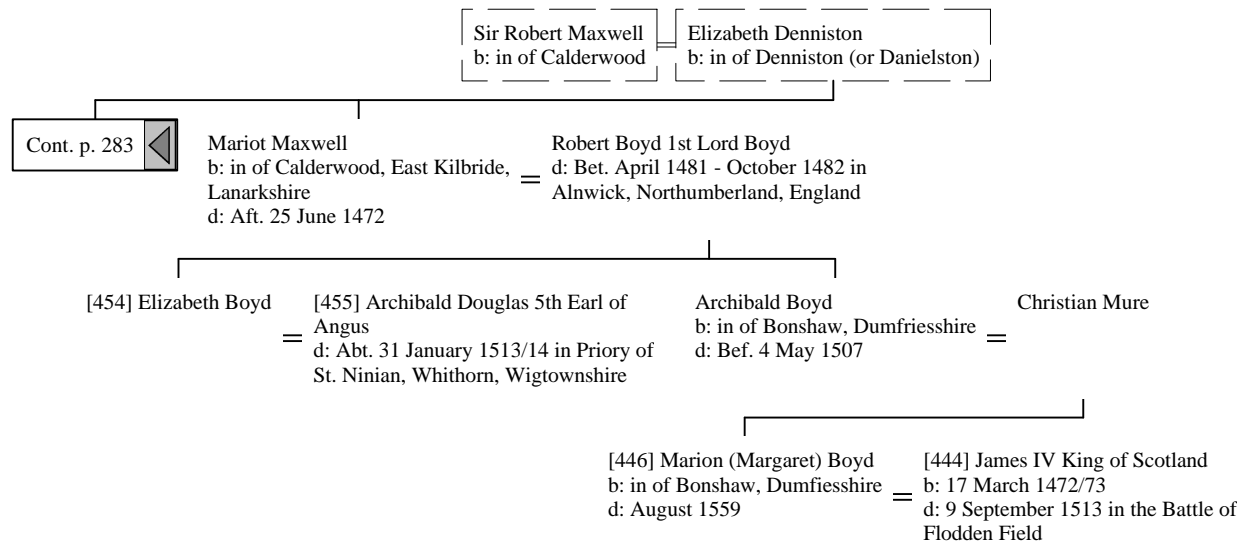 Sir Robert Maxwell
b: in of Calderwood
Elizabeth Denniston
b: in of Denniston (or Danielston)
Cont. p. 283
Mariot Maxwell
b: in of Calderwood, East Kilbride,
Lanarkshire
d: Aft. 25 June 1472
=
Robert Boyd 1st Lord Boyd
d: Bet. April 1481 - October 1482 in
Alnwick, Northumberland, England
[454] Elizabeth Boyd
=
[455] Archibald Douglas 5th Earl of
Angus
d: Abt. 31 January 1513/14 in Priory of
St. Ninian, Whithorn, Wigtownshire
Archibald Boyd
b: in of Bonshaw, Dumfriesshire
d: Bef. 4 May 1507
=
Christian Mure
[446] Marion (Margaret) Boyd
b: in of Bonshaw, Dumfiesshire
d: August 1559
=
[444] James IV King of Scotland
b: 17 March 1472/73
d: 9 September 1513 in the Battle of
Flodden Field